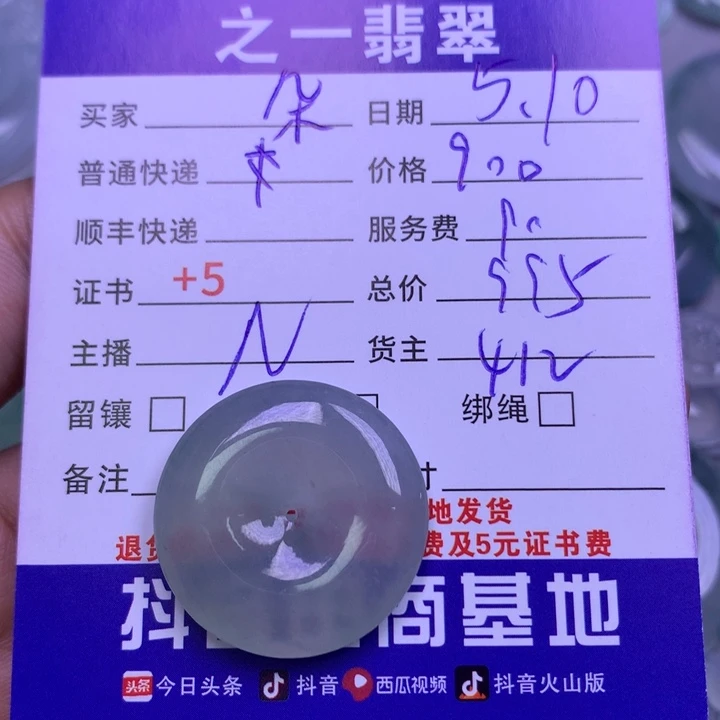 之一翡翠
买家 朵 日期 5.10
普通快递 价格 900
顺丰快递 服务费
证书 +5 总价 995
主播 N 货主 412
留镶 绑绳
备注 寸
地发货
退货 费及5元证书费
抖 商基地
头条 今日头条 抖音 西瓜视频 抖音火山版